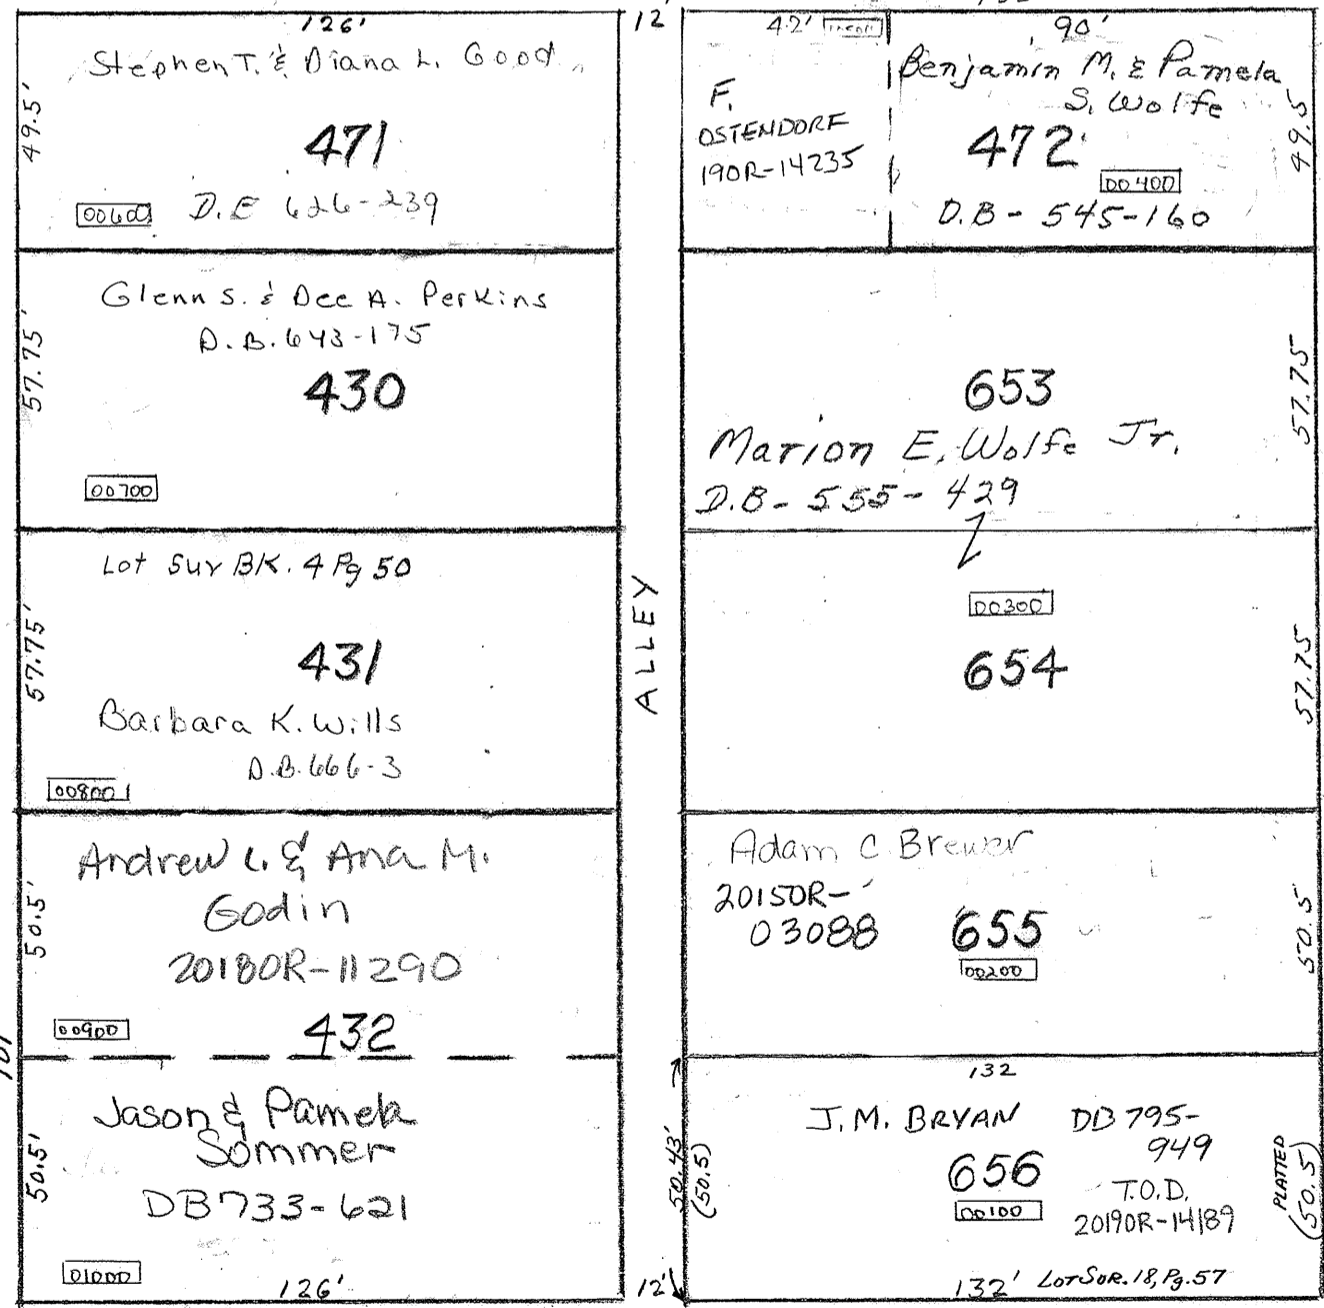 126'
Stephen T. & Diana L. Good
49.5'
471
00600
D.B 626-239
Glenn S. & Dee A. Perkins
D.B. 643-175
57.75'
430
00700
Lot Sur BK. 4 Pg 50
57.75'
431
Barbara K. Wills
D.B. 666-3
00800
Andrew L. & Ana M.
Godin
50.5'
20180R-11290
00900
432
101
Jason & Pamela
Sommer
50.5'
DB733-621
01000
126'
12'
ALLEY
12'
42'
F.
OSTENDORF
190R-14235
90'
Benjamin M. & Pamela
S. Wolfe
49.5
472
00400
D.B - 545-160
653
57.75
Marion E. Wolfe Jr.
D.B - 555-429
00300
654
57.75
Adam C Brewer
20150R-
03088
655
00200
50.5'
132
J.M. BRYAN
DB 795-
949
656
00100
T.O.D.
20190R-14189
50.43'
(50.5)
PLATTED
(50.5)
132'
LOT SUR. 18, Pg. 57